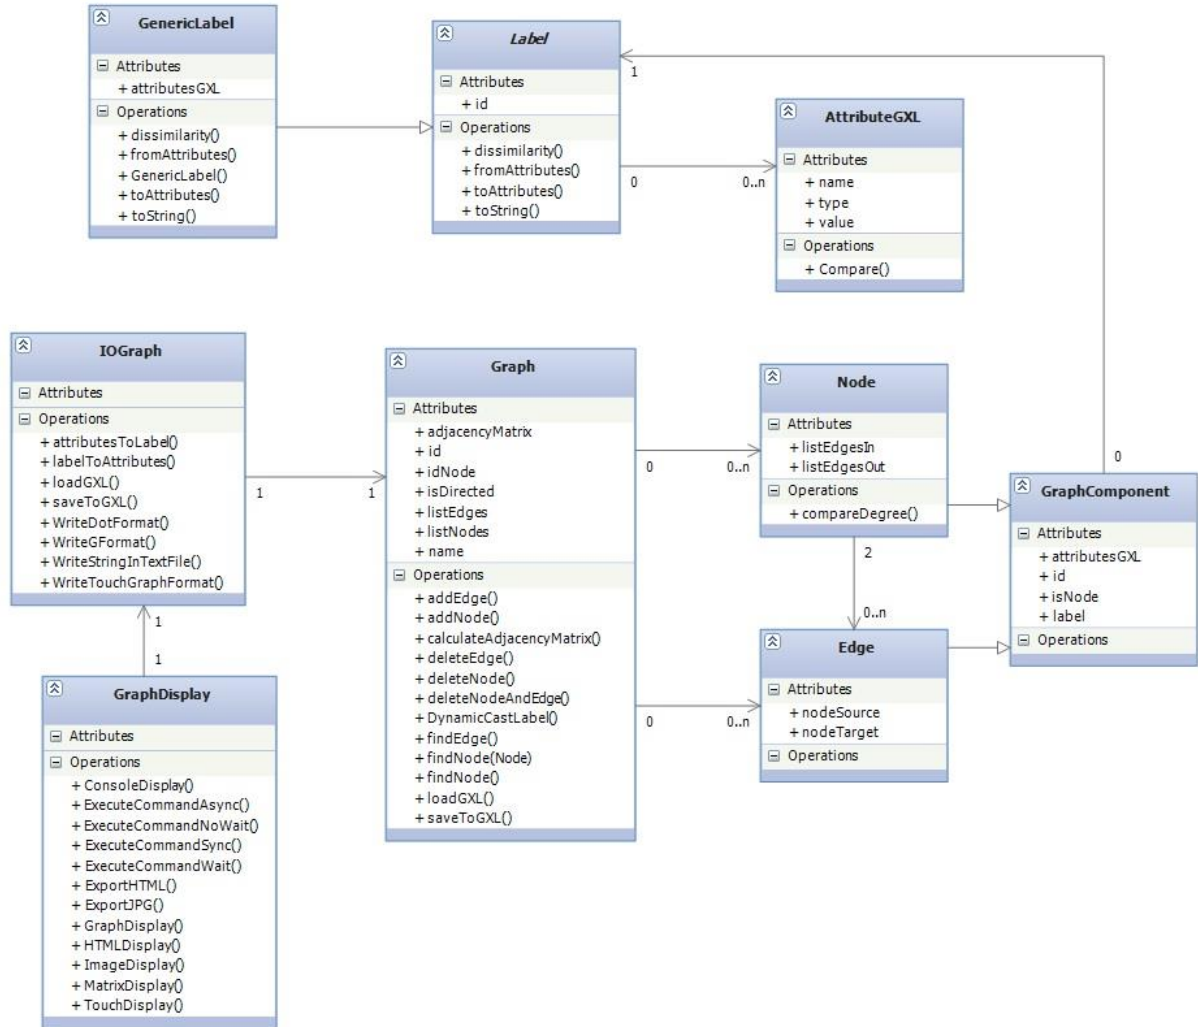 GenericLabel
Attributes
+ attributesGXL
Operations
+ dissimilarity()
+ fromAttributes()
+ GenericLabel()
+ toAttributes()
+ toString()
Label
Attributes
+ id
Operations
+ dissimilarity()
+ fromAttributes()
+ toAttributes()
+ toString()
1
0
0..n
AttributeGXL
Attributes
+ name
+ type
+ value
Operations
+ Compare()
IOGraph
Attributes
Operations
+ attributesToLabel()
+ labelToAttributes()
+ loadGXL()
+ saveToGXL()
+ WriteDotFormat()
+ WriteGFormat()
+ WriteStringInTextFile()
+ WriteTouchGraphFormat()
1
1
Graph
Attributes
+ adjacencyMatrix
+ id
+ idNode
+ isDirected
+ listEdges
+ listNodes
+ name
Operations
+ addEdge()
+ addNode()
+ calculateAdjacencyMatrix()
+ deleteEdge()
+ deleteNode()
+ deleteNodeAndEdge()
+ DynamicCastLabel()
+ findEdge()
+ findNode(Node)
+ findNode()
+ loadGXL()
+ saveToGXL()
0
0..n
Node
Attributes
+ listEdgesIn
+ listEdgesOut
Operations
+ compareDegree()
0
GraphComponent
Attributes
+ attributesGXL
+ id
+ isNode
+ label
Operations
2
0..n
Edge
Attributes
+ nodeSource
+ nodeTarget
Operations
0
0..n
1
1
GraphDisplay
Attributes
Operations
+ ConsoleDisplay()
+ ExecuteCommandAsync()
+ ExecuteCommandNoWait()
+ ExecuteCommandSync()
+ ExecuteCommandWait()
+ ExportHTML()
+ ExportJPG()
+ GraphDisplay()
+ HTMLDisplay()
+ ImageDisplay()
+ MatrixDisplay()
+ TouchDisplay()